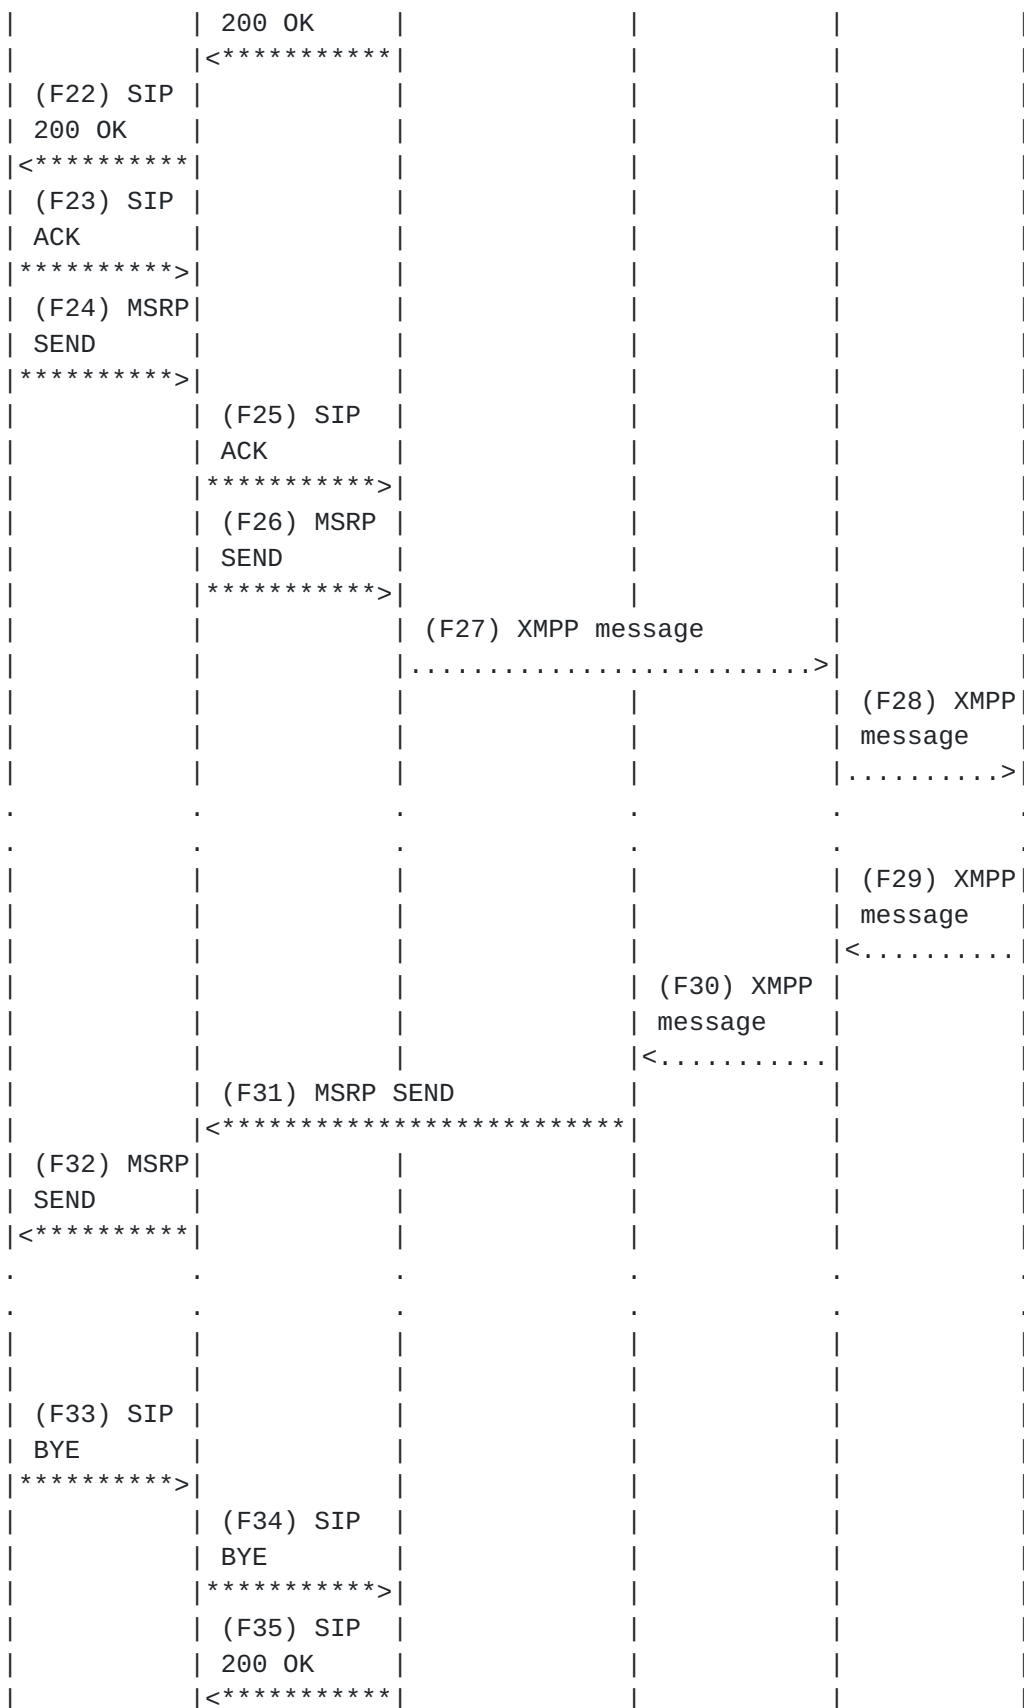 |           | 200 OK     |              |            |           |
|           |<***********|              |            |           |
| (F22) SIP |            |              |            |           |
| 200 OK    |            |              |            |           |
|<**********|            |              |            |           |
| (F23) SIP |            |              |            |           |
| ACK       |            |              |            |           |
|**********>|            |              |            |           |
| (F24) MSRP|            |              |            |           |
| SEND      |            |              |            |           |
|**********>|            |              |            |           |
|           | (F25) SIP  |              |            |           |
|           | ACK        |              |            |           |
|           |***********>|              |            |           |
|           | (F26) MSRP |              |            |           |
|           | SEND       |              |            |           |
|           |***********>|              |            |           |
|           |            | (F27) XMPP message        |           |
|           |            |..........................>|           |
|           |            |              |            | (F28) XMPP|
|           |            |              |            | message   |
|           |            |              |            |..........>|
.           .            .              .            .           .
.           .            .              .            .           .
|           |            |              |            | (F29) XMPP|
|           |            |              |            | message   |
|           |            |              |            |<..........|
|           |            |              | (F30) XMPP |           |
|           |            |              | message    |           |
|           |            |              |<...........|           |
|           | (F31) MSRP SEND           |            |           |
|           |<**************************|            |           |
| (F32) MSRP|            |              |            |           |
| SEND      |            |              |            |           |
|<**********|            |              |            |           |
.           .            .              .            .           .
.           .            .              .            .           .
|           |            |              |            |           |
|           |            |              |            |           |
| (F33) SIP |            |              |            |           |
| BYE       |            |              |            |           |
|**********>|            |              |            |           |
|           | (F34) SIP  |              |            |           |
|           | BYE        |              |            |           |
|           |***********>|              |            |           |
|           | (F35) SIP  |              |            |           |
|           | 200 OK     |              |            |           |
|           |<***********|              |            |           |